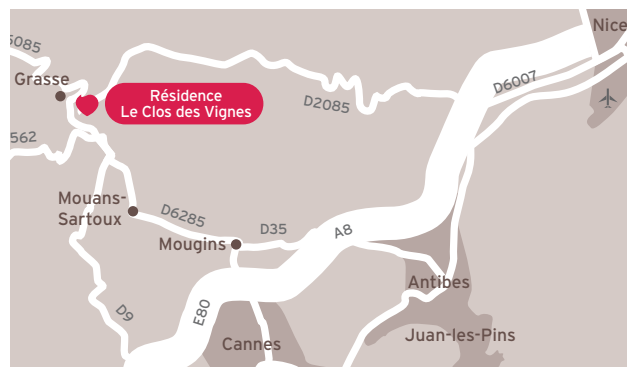 Nice
5085
Grasse
Résidence
Le Clos des Vignes
D6007
D2085
562
Mouans-
Sartoux
D6285
Mougins
D35
A8
D9
E80
Antibes
Cannes
Juan-les-Pins